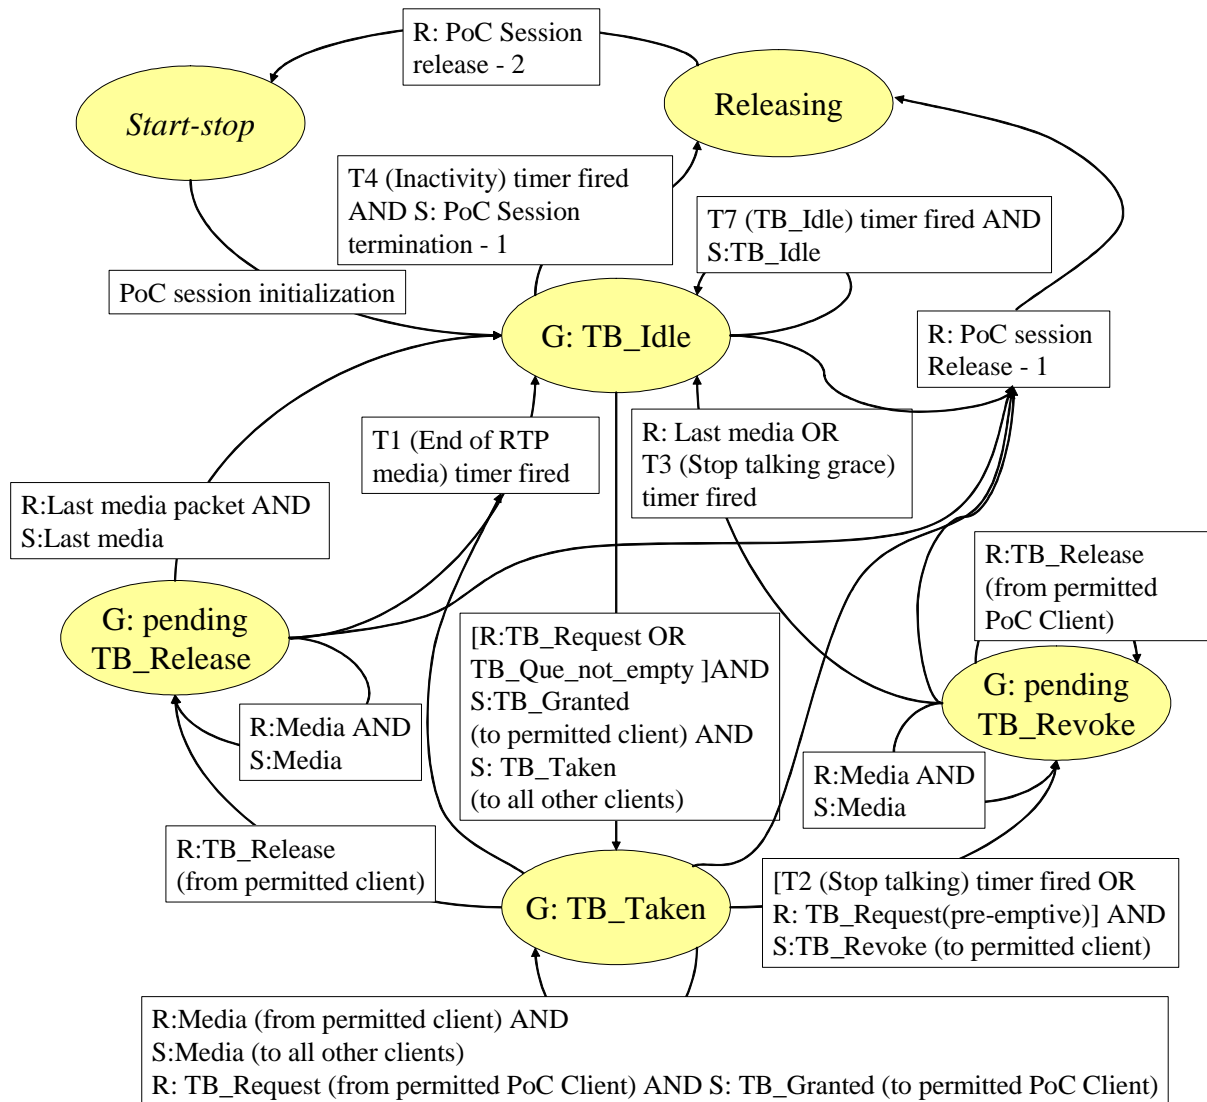 R: PoC Session
release - 2
Start-stop
Releasing
T4 (Inactivity) timer fired
AND S: PoC Session
termination - 1
T7 (TB_Idle) timer fired AND
S:TB_Idle
PoC session initialization
G: TB_Idle
R: PoC session
Release - 1
T1 (End of RTP
media) timer fired
R: Last media OR
T3 (Stop talking grace)
timer fired
R:Last media packet AND
S:Last media
R:TB_Release
(from permitted
PoC Client)
G: pending
TB_Release
[R:TB_Request OR
TB_Que_not_empty ]AND
S:TB_Granted
(to permitted client) AND
S: TB_Taken
(to all other clients)
G: pending
TB_Revoke
R:Media AND
S:Media
R:Media AND
S:Media
R:TB_Release
(from permitted client)
G: TB_Taken
[T2 (Stop talking) timer fired OR
R: TB_Request(pre-emptive)] AND
S:TB_Revoke (to permitted client)
R:Media (from permitted client) AND
S:Media (to all other clients)
R: TB_Request (from permitted PoC Client) AND S: TB_Granted (to permitted PoC Client)